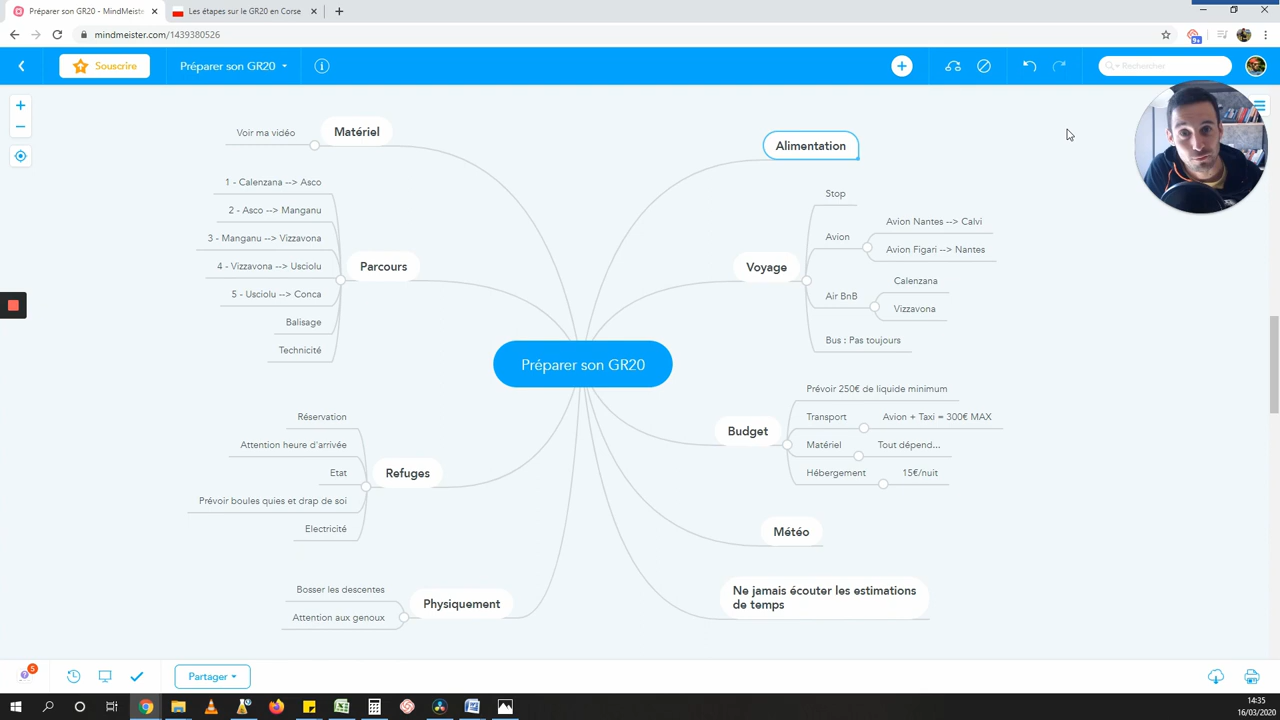 Préparer son GR20 - MindMeister
Les étapes sur le GR20 en Corse
mindmeister.com/1439380526
9+
Souscrire
Préparer son GR20
Rechercher
Voir ma vidéo
Matériel
1 - Calenzana --> Asco
2 - Asco --> Manganu
3 - Manganu --> Vizzavona
4 - Vizzavona --> Usciolu
5 - Usciolu --> Conca
Balisage
Technicité
Parcours
Réservation
Attention heure d'arrivée
Etat
Prévoir boules quies et drap de soi
Electricité
Refuges
Bosser les descentes
Attention aux genoux
Physiquement
Préparer son GR20
Alimentation
Voyage
Stop
Avion
Avion Nantes --> Calvi
Avion Figari --> Nantes
Air BnB
Calenzana
Vizzavona
Bus : Pas toujours
Budget
Prévoir 250€ de liquide minimum
Transport
Avion + Taxi = 300€ MAX
Matériel
Tout dépend...
Hébergement
15€/nuit
Météo
Ne jamais écouter les estimations
de temps
5
Partager
14:35
16/03/2020